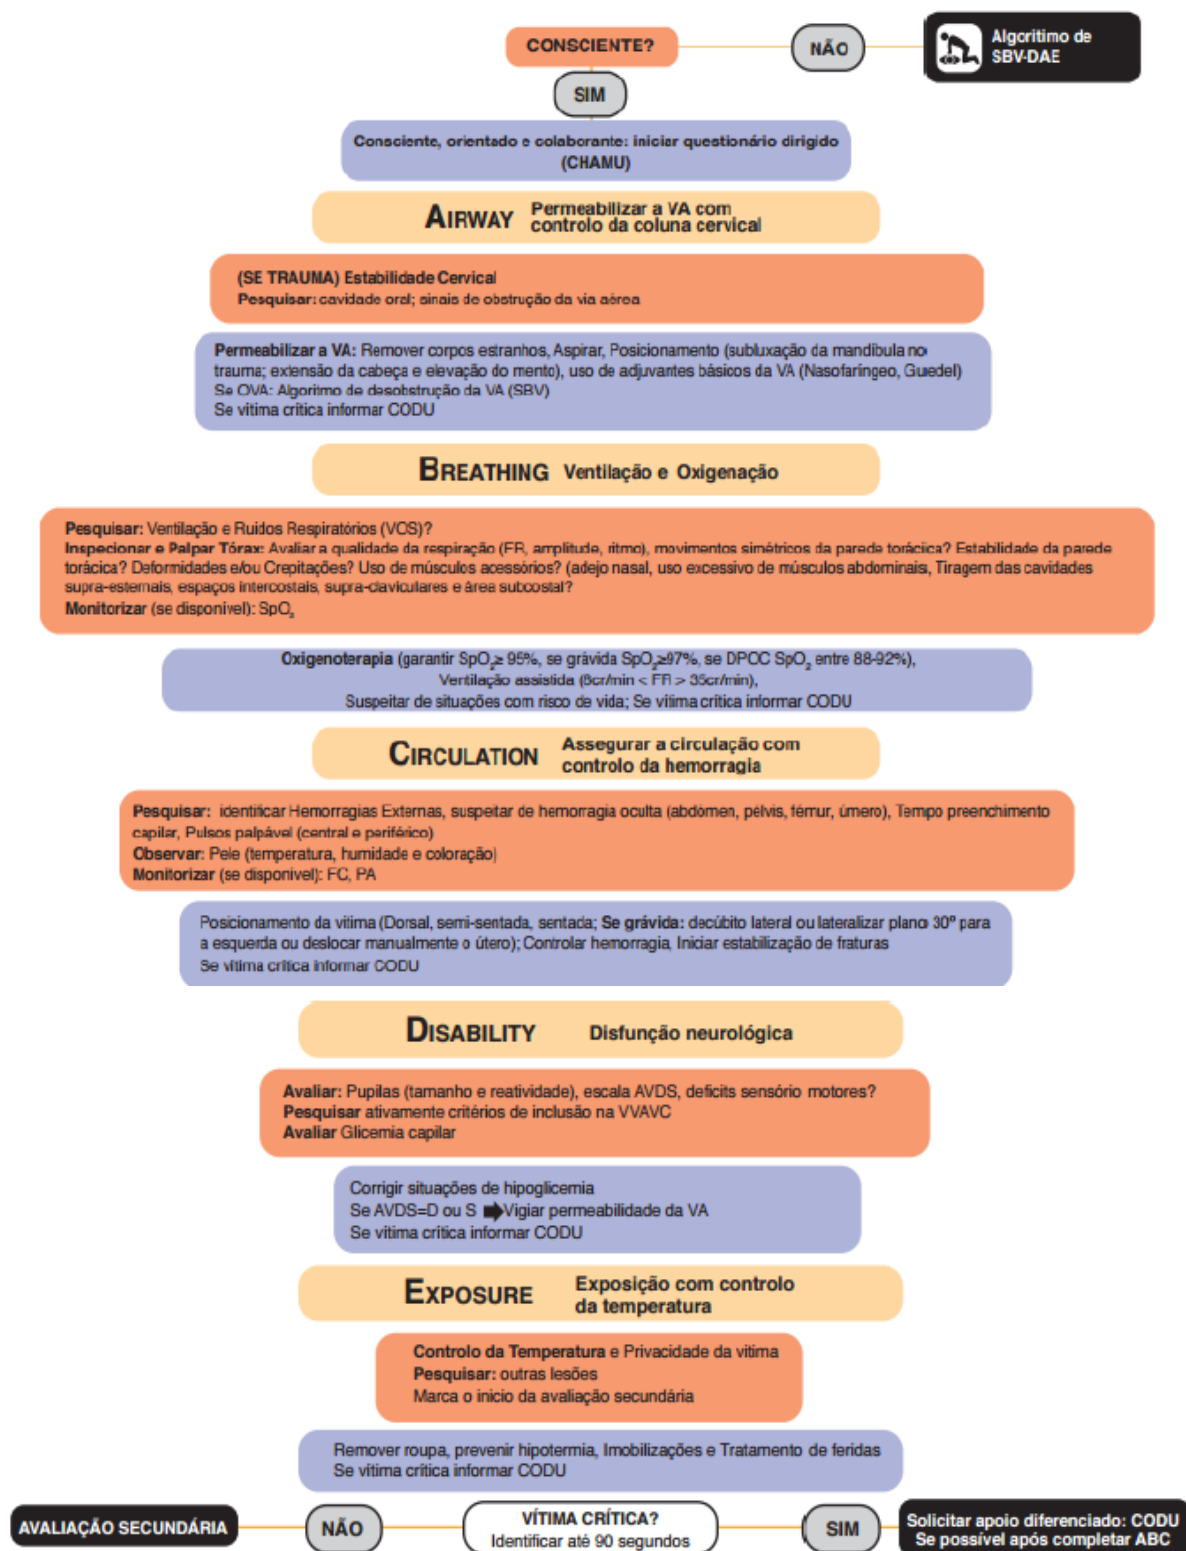 CONSCIENTE?
NÃO
Algoritimo de
SBV-DAE
SIM
Consciente, orientado e colaborante: iniciar questionário dirigido
(CHAMU)
AIRWAY Permeabilizar a VA com
controlo da coluna cervical
(SE TRAUMA) Estabilidade Cervical
Pesquisar: cavidade oral; sinais de obstrução da via aérea
Permeabilizar a VA: Remover corpos estranhos, Aspirar, Posicionamento (subluxação da mandíbula no
trauma; extensão da cabeça e elevação do mento), uso de adjuvantes básicos da VA (Nasofaríngeo, Guedel)
Se OVA: Algoritmo de desobstrução da VA (SBV)
Se vítima crítica informar CODU
BREATHING Ventilação e Oxigenação
Pesquisar: Ventilação e Ruidos Respiratórios (VOS)?
Inspecionar e Palpar Tórax: Avaliar a qualidade da respiração (FR, amplitude, ritmo), movimentos simétricos da parede torácica? Estabilidade da parede
torácica? Deformidades e/ou Crepitações? Uso de músculos acessórios? (adejo nasal, uso excessivo de músculos abdominais, Tiragem das cavidades
supra-esternais, espaços intercostais, supra-claviculares e área subcostal?
Monitorizar (se disponível): SpO₂
Oxigenoterapia (garantir SpO₂≥ 95%, se grávida SpO₂≥97%, se DPOC SpO₂ entre 88-92%),
Ventilação assistida (8cr/min < FR > 35cr/min),
Suspeitar de situações com risco de vida; Se vítima crítica informar CODU
CIRCULATION Assegurar a circulação com
controlo da hemorragia
Pesquisar: identificar Hemorragias Externas, suspeitar de hemorragia oculta (abdómen, pélvis, fémur, úmero), Tempo preenchimento
capilar, Pulsos palpável (central e periférico)
Observar: Pele (temperatura, humidade e coloração)
Monitorizar (se disponivel): FC, PA
Posicionamento da vitima (Dorsal, semi-sentada, sentada; Se grávida: decúbito lateral ou lateralizar plano 30º para
a esquerda ou deslocar manualmente o útero); Controlar hemorragia, Iniciar estabilização de fraturas
Se vítima crítica informar CODU
DISABILITY Disfunção neurológica
Avaliar: Pupilas (tamanho e reatividade), escala AVDS, deficits sensório motores?
Pesquisar ativamente critérios de inclusão na VVAVC
Avaliar Glicemia capilar
Corrigir situações de hipoglicemia
Se AVDS=D ou S ➡Vigiar permeabilidade da VA
Se vítima crítica informar CODU
EXPOSURE Exposição com controlo
da temperatura
Controlo da Temperatura e Privacidade da vitima
Pesquisar: outras lesões
Marca o inicio da avaliação secundária
Remover roupa, prevenir hipotermia, Imobilizações e Tratamento de feridas
Se vítima crítica informar CODU
AVALIAÇÃO SECUNDÁRIA
NÃO
VÍTIMA CRÍTICA?
Identificar até 90 segundos
SIM
Solicitar apoio diferenciado: CODU
Se possível após completar ABC